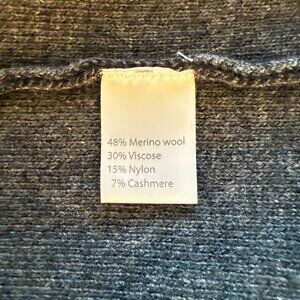 48% Merino wool
30% Viscose
15% Nylon
7% Cashmere